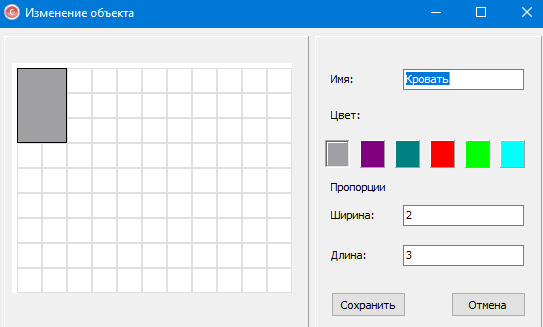 Изменение объекта
Имя: Кровать
Цвет:
Пропорции
Ширина: 2
Длина: 3
Сохранить Отмена